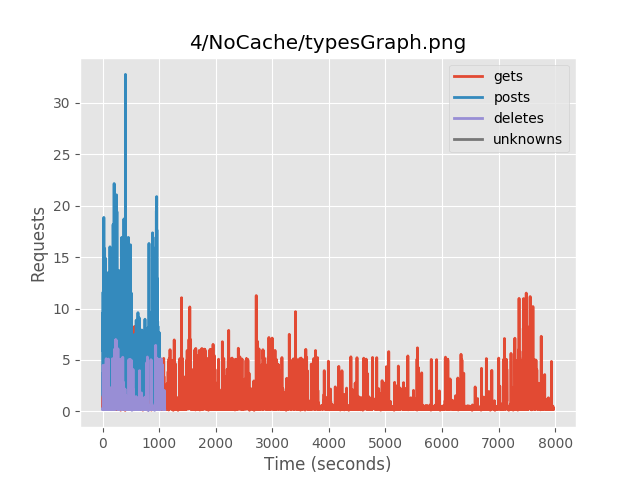 4/NoCache/typesGraph.png
gets
posts
deletes
unknowns
Requests
30
25
20
15
10
5
0
0 1000 2000 3000 4000 5000 6000 7000 8000
Time (seconds)